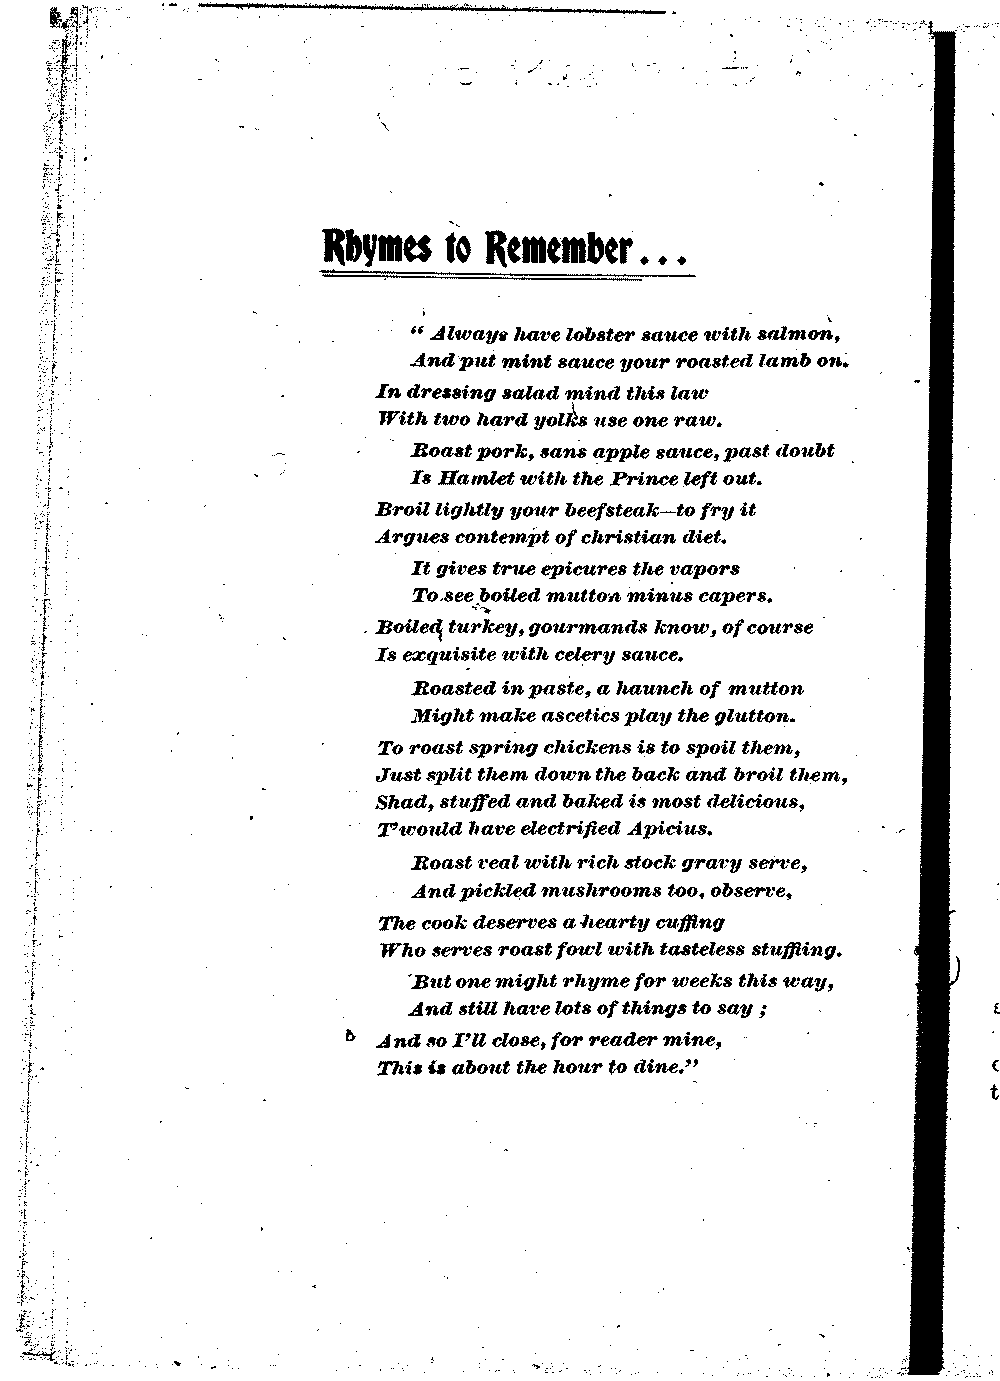 Rhymes to Remember...
“ Always have lobster sauce with salmon,
And put mint sauce your roasted lamb on.
In dressing salad mind this law
With two hard yolks use one raw.
Roast pork, sans apple sauce, past doubt
Is Hamlet with the Prince left out.
Broil lightly your beefsteak—to fry it
Argues contempt of christian diet.
It gives true epicures the vapors
To see boiled mutton minus capers.
Boiled turkey, gourmands know, of course
Is exquisite with celery sauce.
Roasted in paste, a haunch of mutton
Might make ascetics play the glutton.
To roast spring chickens is to spoil them,
Just split them down the back and broil them,
Shad, stuffed and baked is most delicious,
T’would have electrified Apicius.
Roast veal with rich stock gravy serve,
And pickled mushrooms too, observe,
The cook deserves a hearty cuffing
Who serves roast fowl with tasteless stuffling.
But one might rhyme for weeks this way,
And still have lots of things to say ;
And so I’ll close, for reader mine,
This is about the hour to dine.”